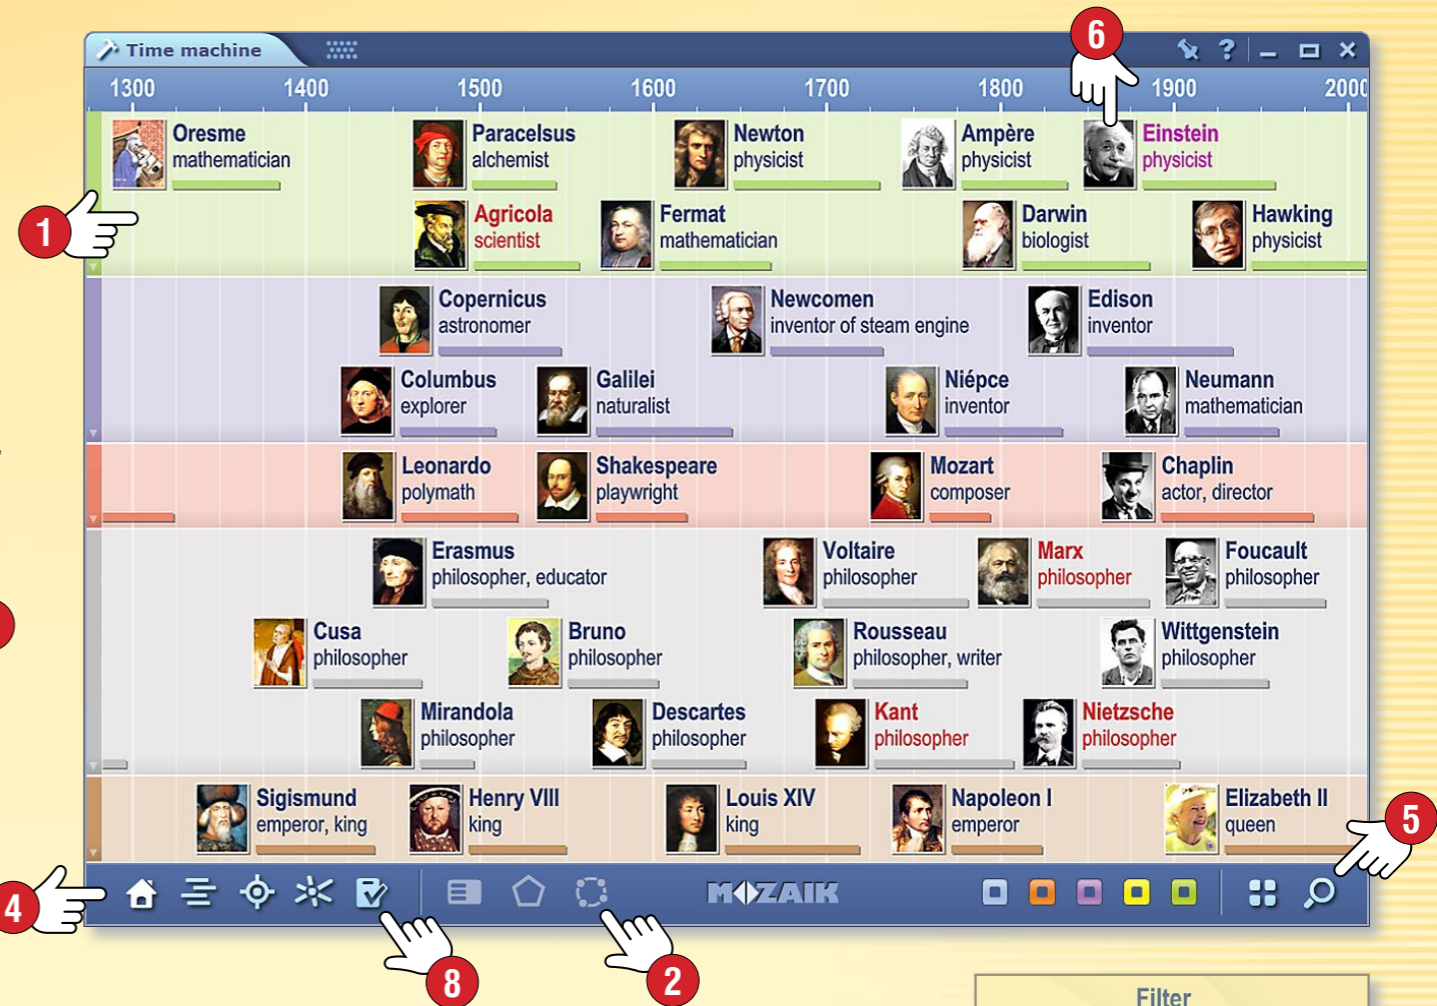 6
Time machine
?
1300 1400 1500 1600 1700 1800 1900 2000
Oresme Paracelsus Newton Ampère Einstein
mathematician alchemist physicist physicist physicist
1
Agricola Fermat Darwin Hawking
scientist mathematician biologist physicist
Copernicus Newcomen Edison
astronomer inventor of steam engine inventor
Columbus Galilei Niépce Neumann
explorer naturalist inventor mathematician
Leonardo Shakespeare Mozart Chaplin
polymath playwright composer actor, director
Erasmus Voltaire Marx Foucault
philosopher, educator philosopher philosopher philosopher
Cusa Bruno Rousseau Wittgenstein
philosopher philosopher philosopher, writer philosopher
Mirandola Descartes Kant Nietzsche
philosopher philosopher philosopher philosopher
Sigismund Henry VIII Louis XIV Napoleon I Elizabeth II
emperor, king king king emperor queen
5
4
MOZAIK
8
2
Filter